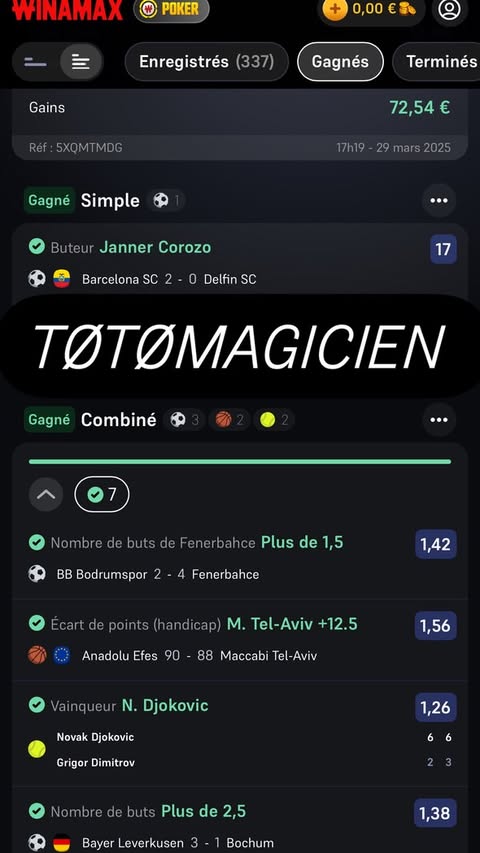 WINAMAX W POKER 0,00 €
Enregistrés (337) Gagnés Terminés
Gains 72,54 €
Réf : 5XQMTMDG 17h19 - 29 mars 2025
Gagné Simple 1
Buteur Janner Corozo 17
Barcelona SC 2 - 0 Delfin SC
TØTØMAGICIEN
Gagné Combiné 3 2 2
7
Nombre de buts de Fenerbahce Plus de 1,5 1,42
BB Bodrumspor 2 - 4 Fenerbahce
Écart de points (handicap) M. Tel-Aviv +12.5 1,56
Anadolu Efes 90 - 88 Maccabi Tel-Aviv
Vainqueur N. Djokovic 1,26
Novak Djokovic 6 6
Grigor Dimitrov 2 3
Nombre de buts Plus de 2,5 1,38
Bayer Leverkusen 3 - 1 Bochum